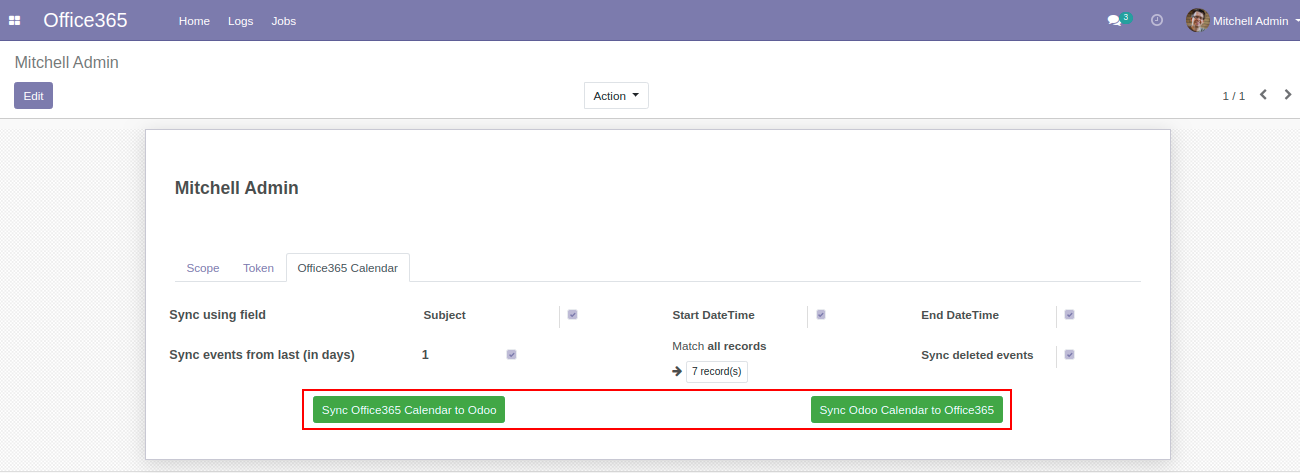 Office365 Home Logs Jobs 3 Mitchell Admin
Mitchell Admin
Edit Action 1 / 1
Mitchell Admin
Scope Token Office365 Calendar
Sync using field Subject Start DateTime End DateTime
Match all records
Sync events from last (in days) 1 Sync deleted events
7 record(s)
Sync Office365 Calendar to Odoo Sync Odoo Calendar to Office365